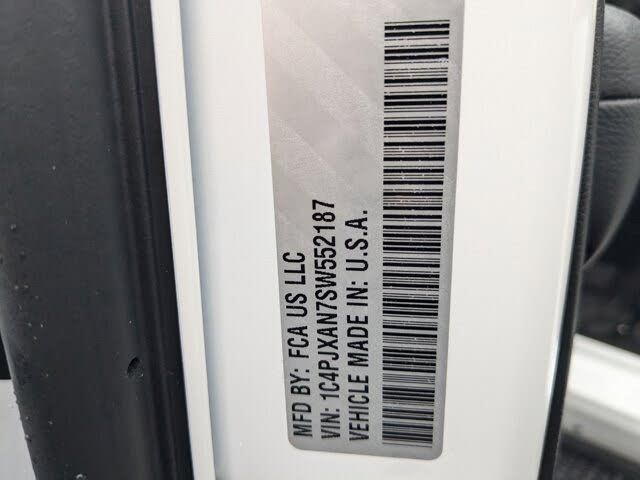 MFD BY: FCA US LLC
VIN: 1C4PJXAN7SW552187
VEHICLE MADE IN: U.S.A.